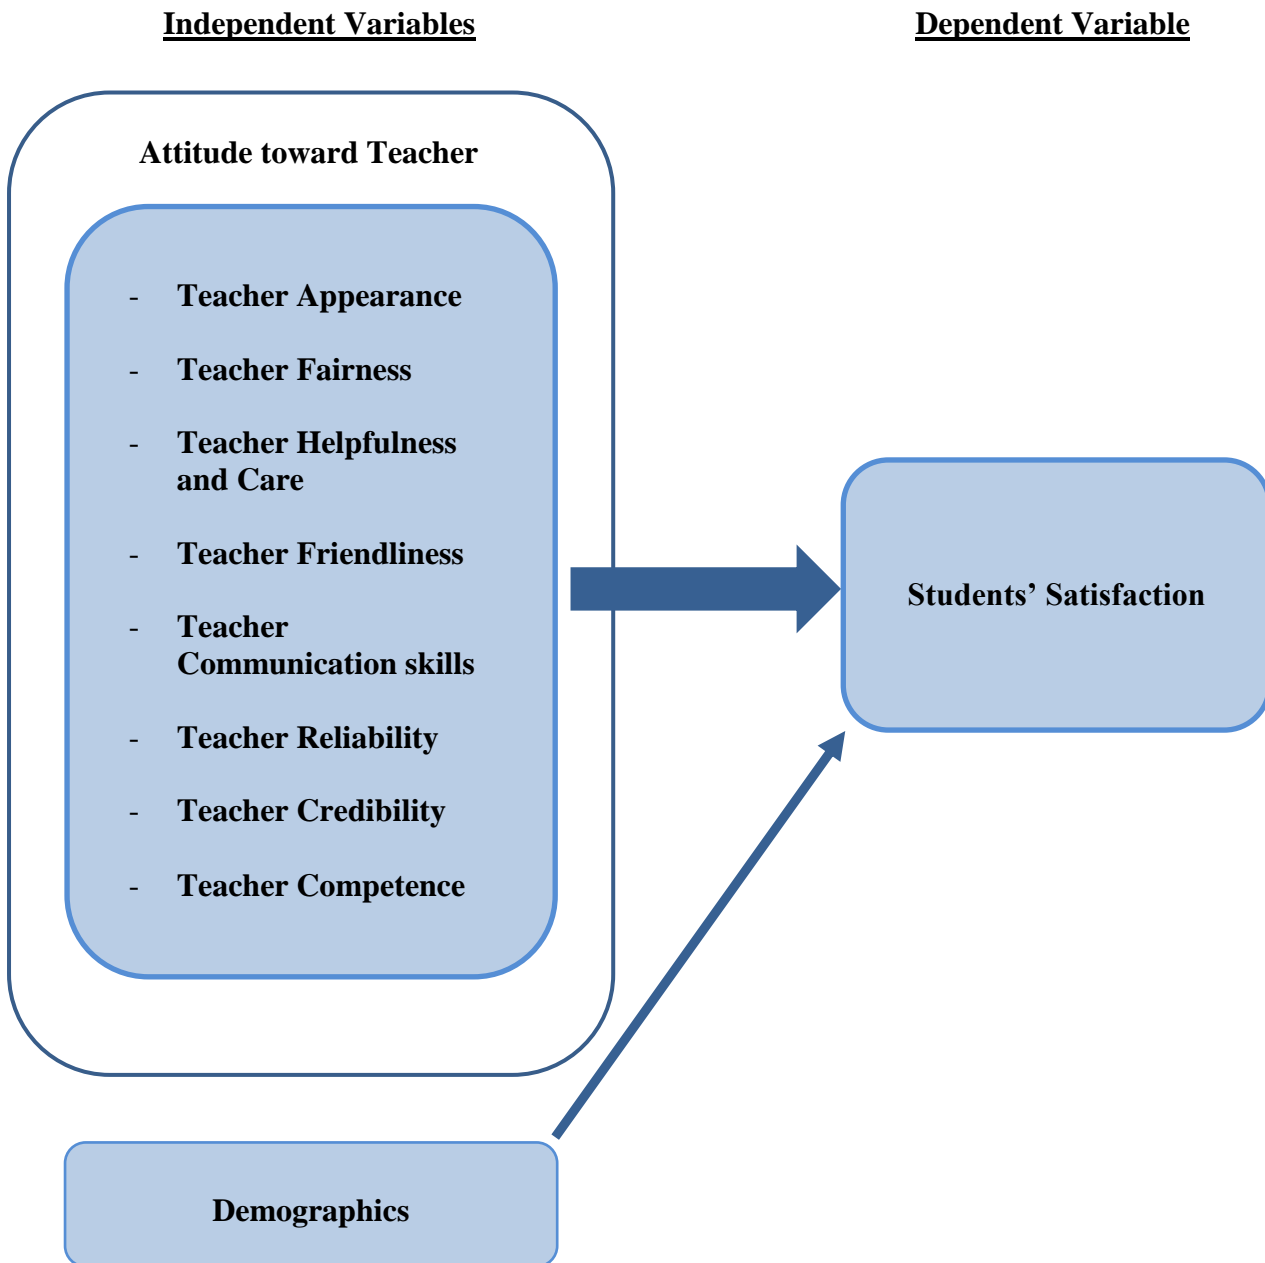 Independent Variables
Dependent Variable
Attitude toward Teacher
- Teacher Appearance
- Teacher Fairness
- Teacher Helpfulness
and Care
- Teacher Friendliness
- Teacher
Communication skills
- Teacher Reliability
- Teacher Credibility
- Teacher Competence
Students’ Satisfaction
Demographics